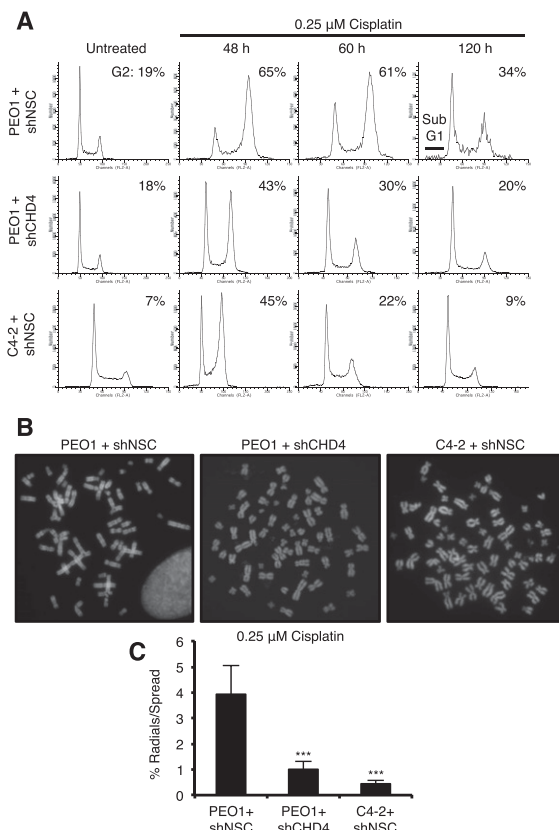 A
0.25 µM Cisplatin
Untreated 48 h 60 h 120 h
PEO1 + shNSC
G2: 19% 65% 61% 34%
Sub G1
PEO1 + shCHD4
18% 43% 30% 20%
C4-2 + shNSC
7% 45% 22% 9%
Number
Channels (FL2-A)
B
PEO1 + shNSC PEO1 + shCHD4 C4-2 + shNSC
C
0.25 µM Cisplatin
% Radials/Spread
6
5
4
3
2
1
0
*** ***
PEO1+ PEO1+ C4-2+
shNSC shCHD4 shNSC